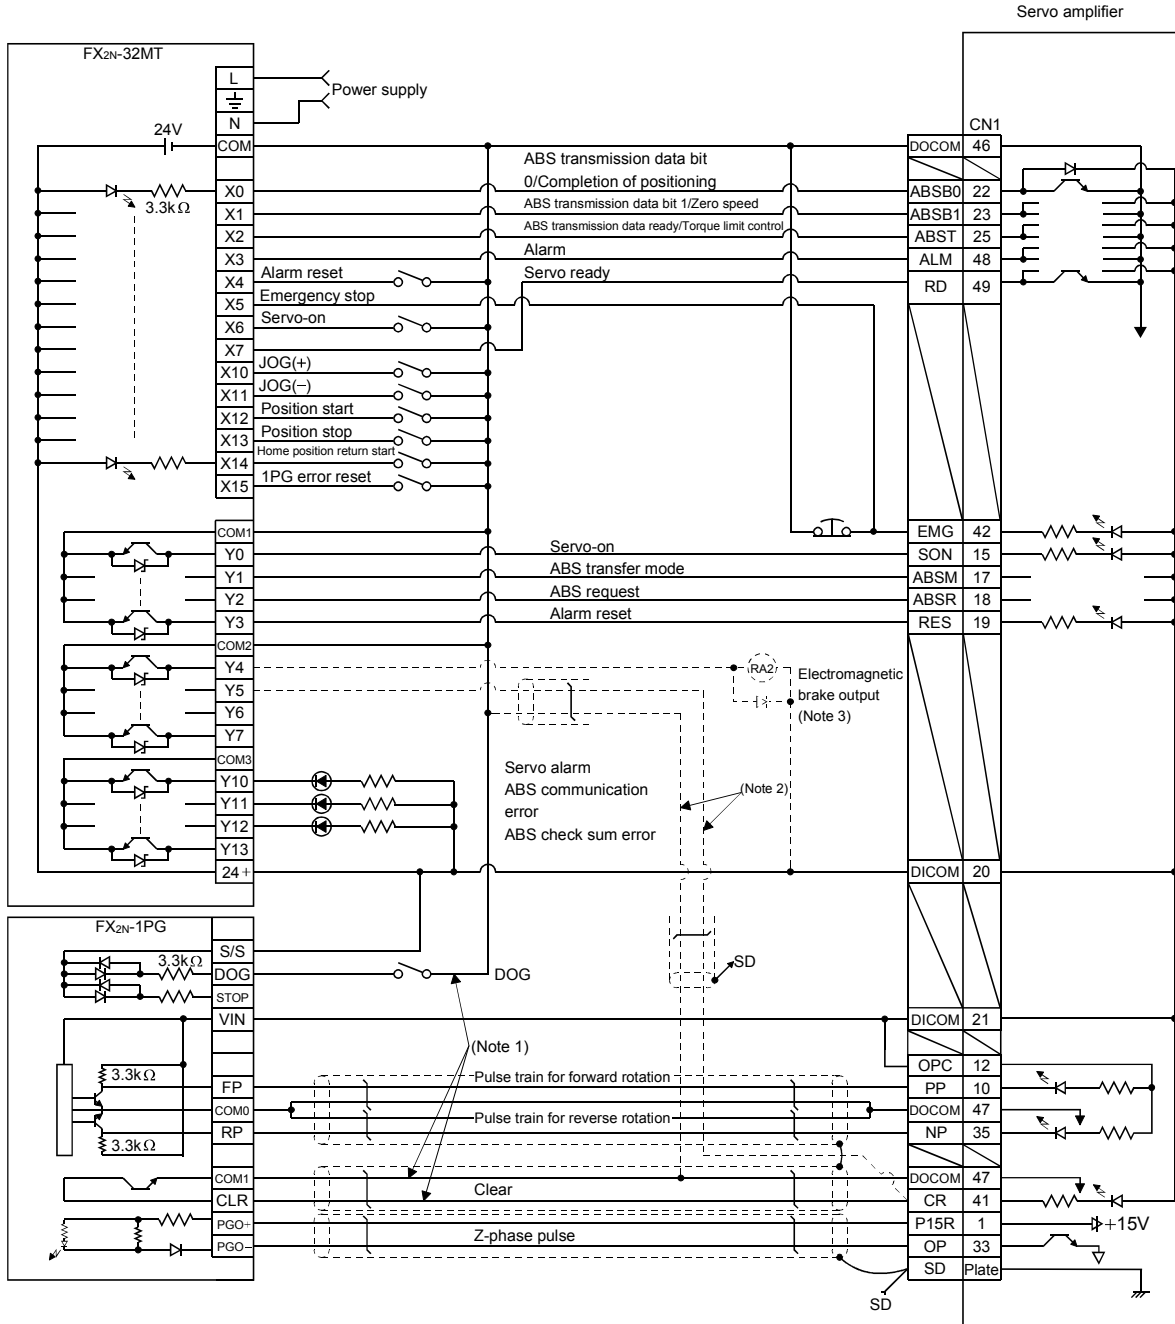 Servo amplifier
FX2N-32MT
L
Power supply
N
24V
CN1
COM
DOCOM 46
ABS transmission data bit
0/Completion of positioning
X0
3.3kΩ
ABSB0 22
ABS transmission data bit 1/Zero speed
X1
ABSB1 23
ABS transmission data ready/Torque limit control
X2
ABST 25
Alarm
X3
ALM 48
X4
Alarm reset
Servo ready
RD 49
X5
Emergency stop
X6
Servo-on
X7
X10
JOG(+)
X11
JOG(−)
X12
Position start
X13
Position stop
X14
Home position return start
X15
1PG error reset
COM1
EMG 42
Y0
Servo-on
SON 15
Y1
ABS transfer mode
ABSM 17
Y2
ABS request
ABSR 18
Y3
Alarm reset
RES 19
COM2
Y4
RA2
Electromagnetic
brake output
(Note 3)
Y5
Y6
Y7
COM3
Y10
Y11
Y12
Y13
Servo alarm
ABS communication
error
ABS check sum error
(Note 2)
24+
DICOM 20
FX2N-1PG
S/S
3.3kΩ
DOG
DOG
SD
STOP
VIN
DICOM 21
(Note 1)
OPC 12
3.3kΩ
FP
Pulse train for forward rotation
PP 10
COM0
DOCOM 47
Pulse train for reverse rotation
RP
NP 35
3.3kΩ
COM1
DOCOM 47
CLR
Clear
CR 41
PGO+
P15R 1
+15V
Z-phase pulse
PGO−
OP 33
SD Plate
SD